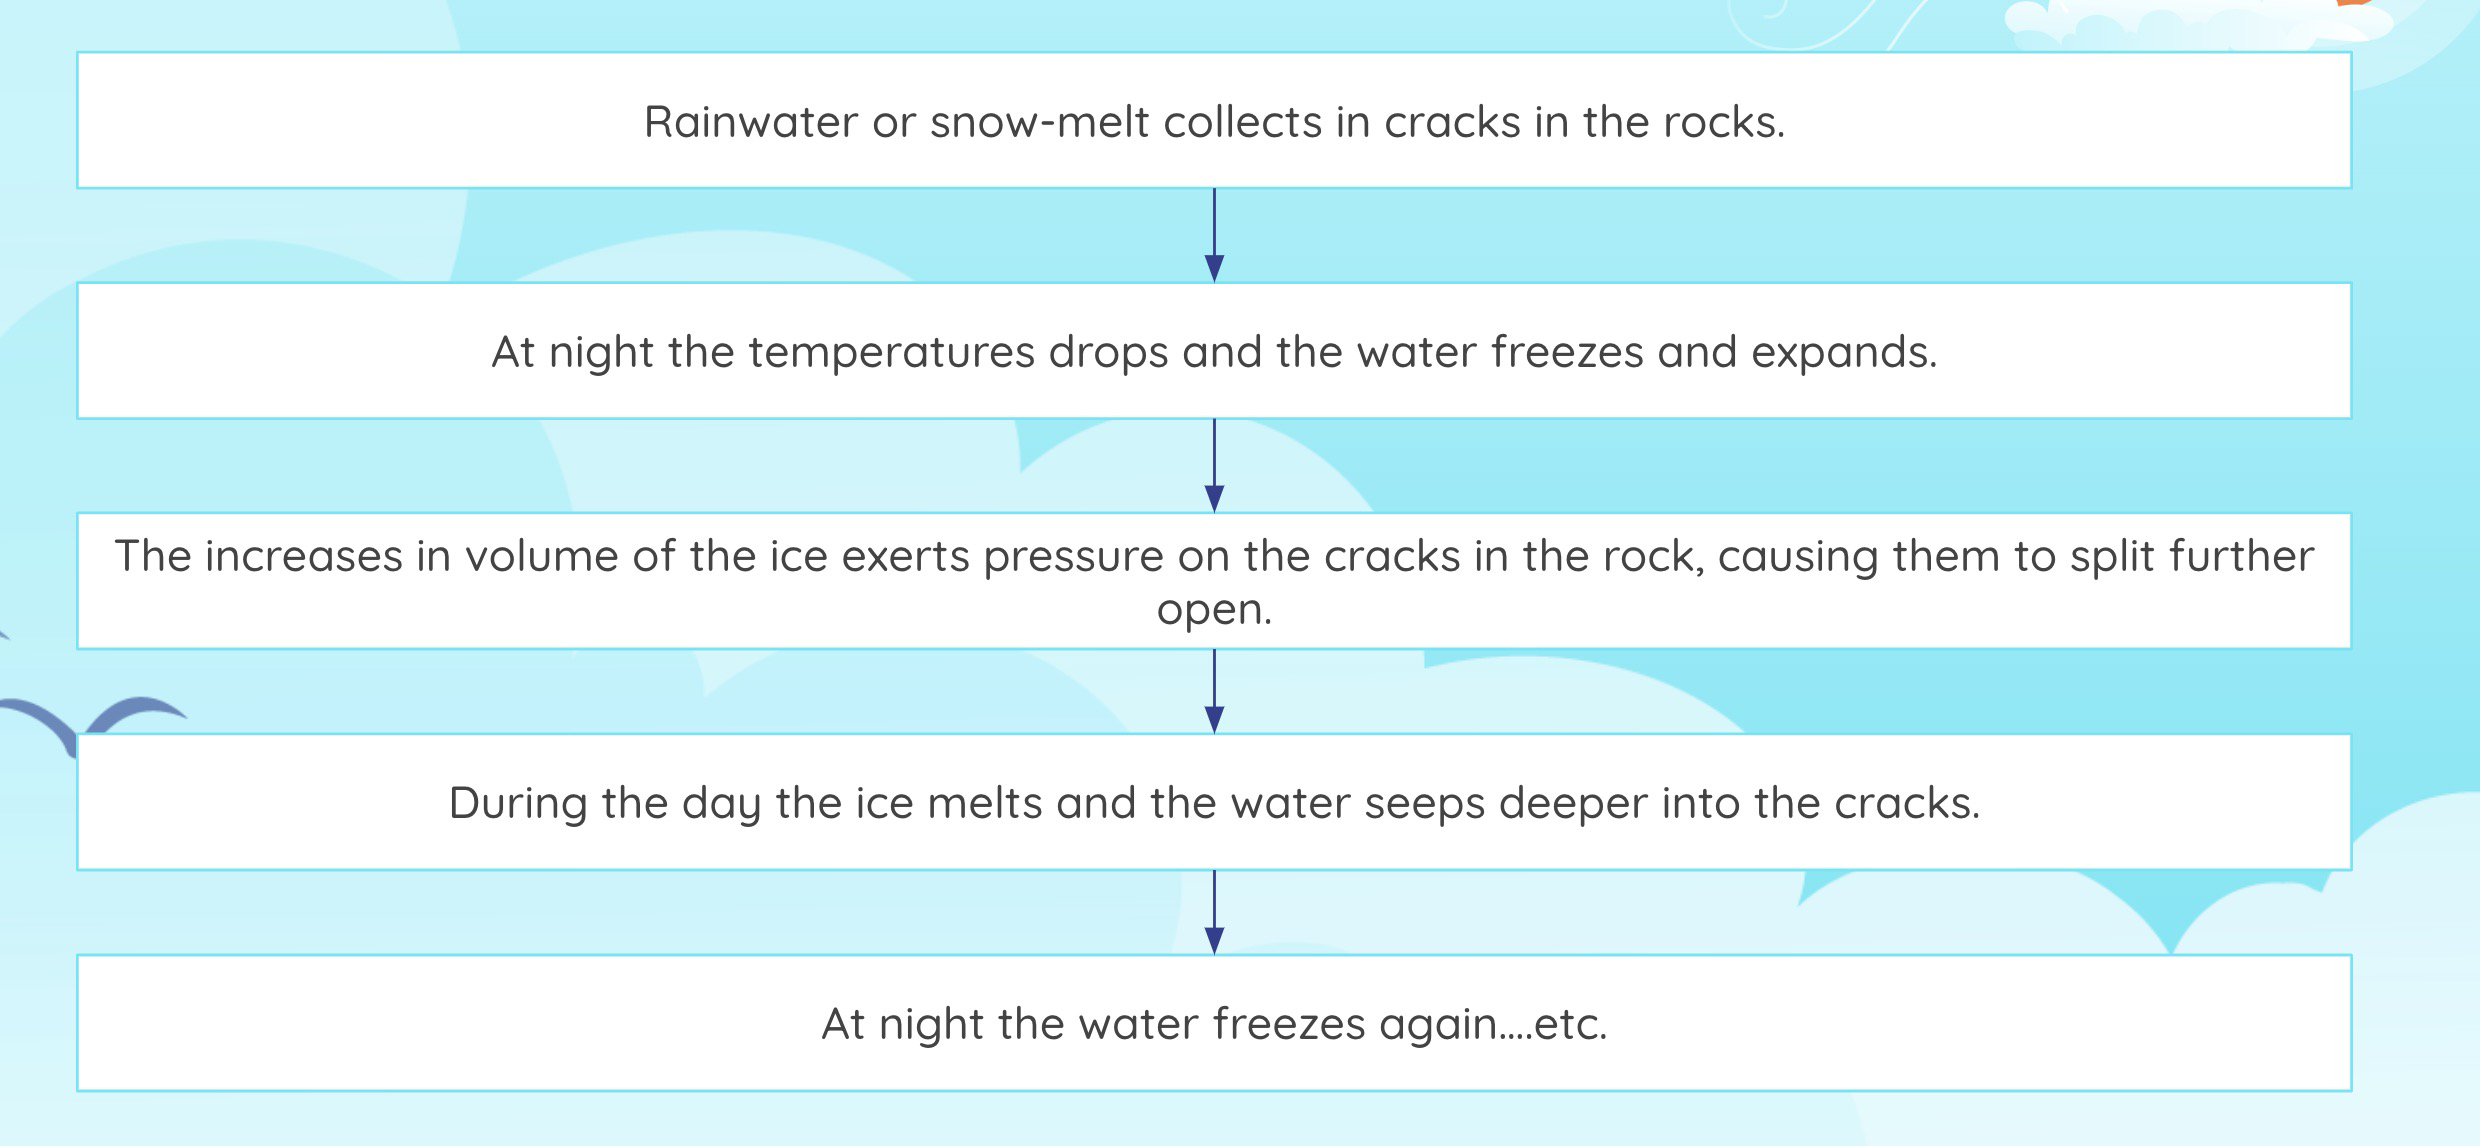 Rainwater or snow-melt collects in cracks in the rocks.
At night the temperatures drops and the water freezes and expands.
The increases in volume of the ice exerts pressure on the cracks in the rock, causing them to split further
open.
During the day the ice melts and the water seeps deeper into the cracks.
At night the water freezes again....etc.